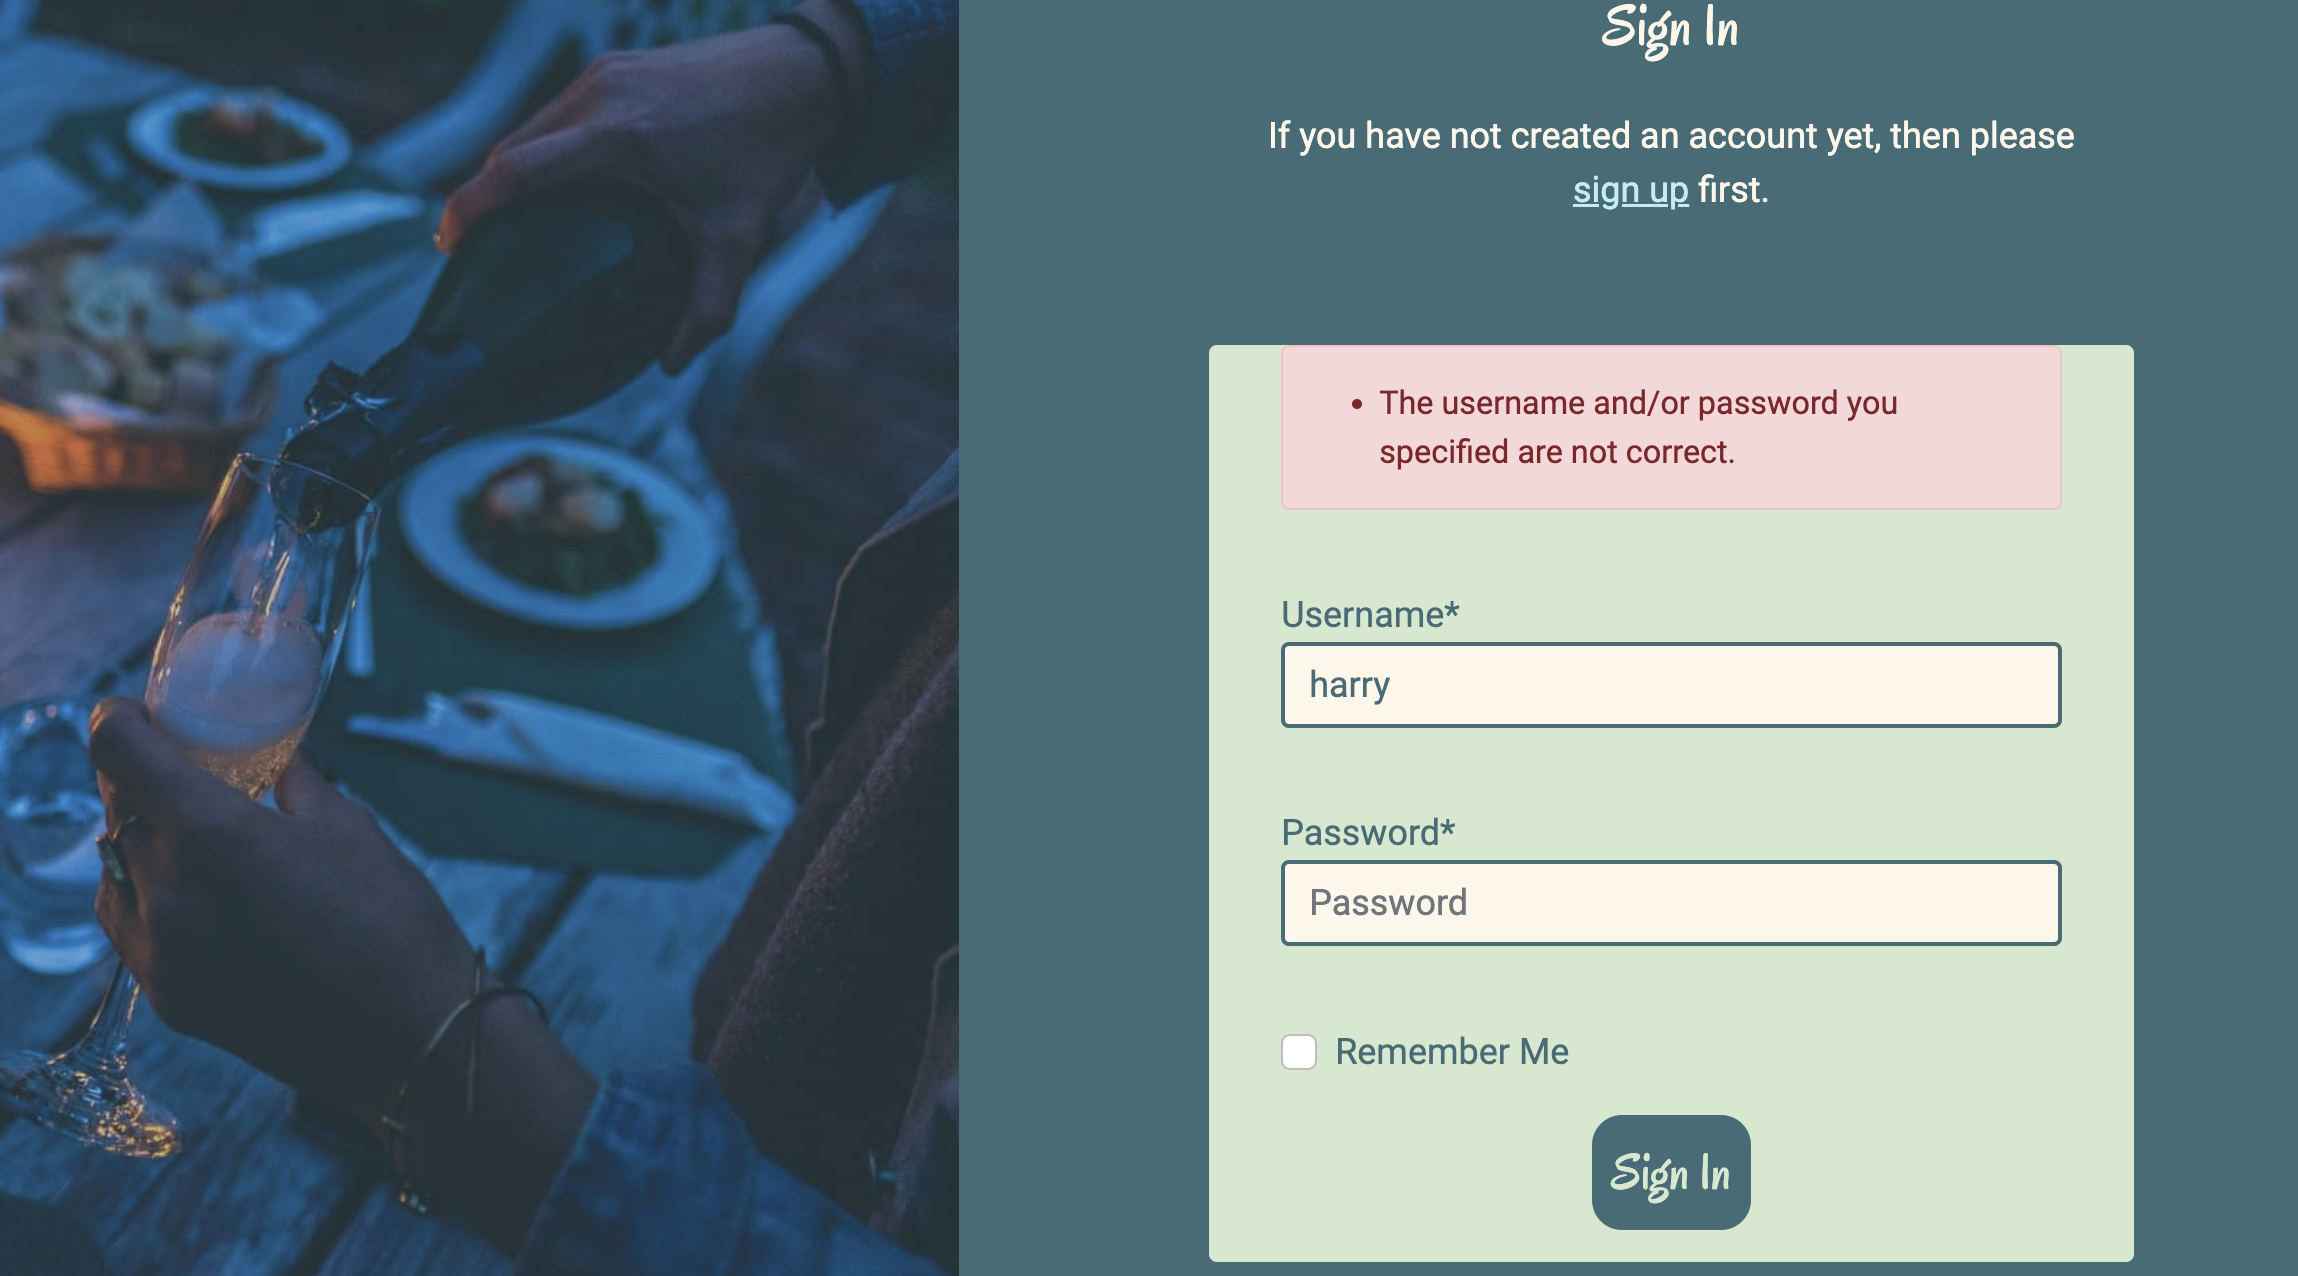 Sign In
If you have not created an account yet, then please
sign up first.
• The username and/or password you
specified are not correct.
Username*
harry
Password*
Password
Remember Me
Sign In